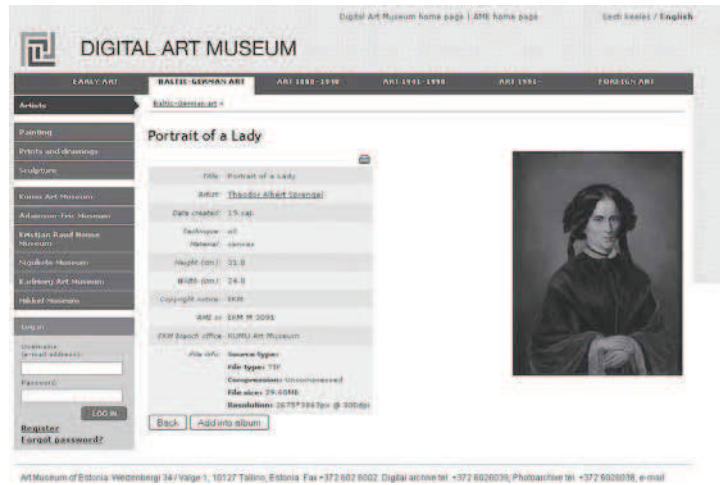 Digital Art Museum home page | AME home page
Eesti keeles / English
DIGITAL ART MUSEUM
EARLY ART BALTIC-GERMAN ART ART 1880-1940 ART 1941-1990 ART 1991- FOREIGN ART
Artists
Baltic-German art »
Painting
Prints and drawings
Sculpture
Kumu Art Museum
Adamson-Eric Museum
Kristjan Raud House
Museum
Niguliste Museum
Kadriorg Art Museum
Mikkel Museum
Log in
Username
(e-mail address):
Password:
LOG IN
Register
Forgot password?
Portrait of a Lady
Title: Portrait of a Lady
Artist: Theodor Albert Sprengel
Date created: 19. saj.
Technique: oil
Material: canvas
Height (cm): 31.0
Width (cm): 24.0
Copyright owner: EKM
AME nr EKM M 3091
EKM branch office KUMU Art Museum
File info: Source type:
File type: TIF
Compression: Uncompressed
File size: 29.60MB
Resolution: @ 300dpi
Back Add into album
Art Museum of Estonia: Weizenbergi 34 / Valge 1, 10127 Tallinn, Estonia. Fax +372 602 6002. Digital archive tel. +372 6026039, Photoarchive tel. +372 6026038, e-mail